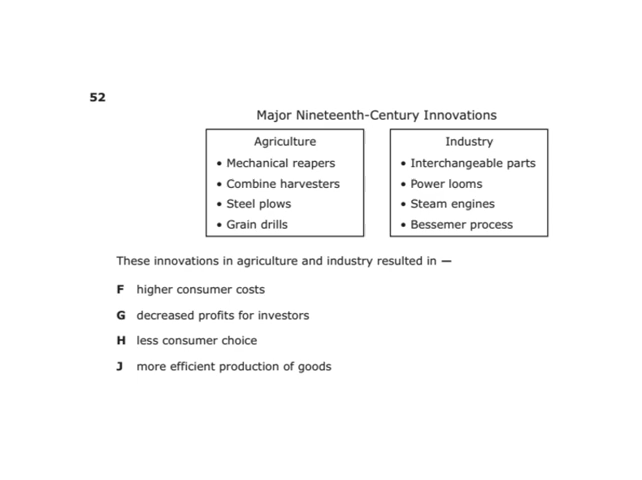 52
Major Nineteenth-Century Innovations
Agriculture
• Mechanical reapers
• Combine harvesters
• Steel plows
• Grain drills
Industry
• Interchangeable parts
• Power looms
• Steam engines
• Bessemer process
These innovations in agriculture and industry resulted in —
F higher consumer costs
G decreased profits for investors
H less consumer choice
J more efficient production of goods